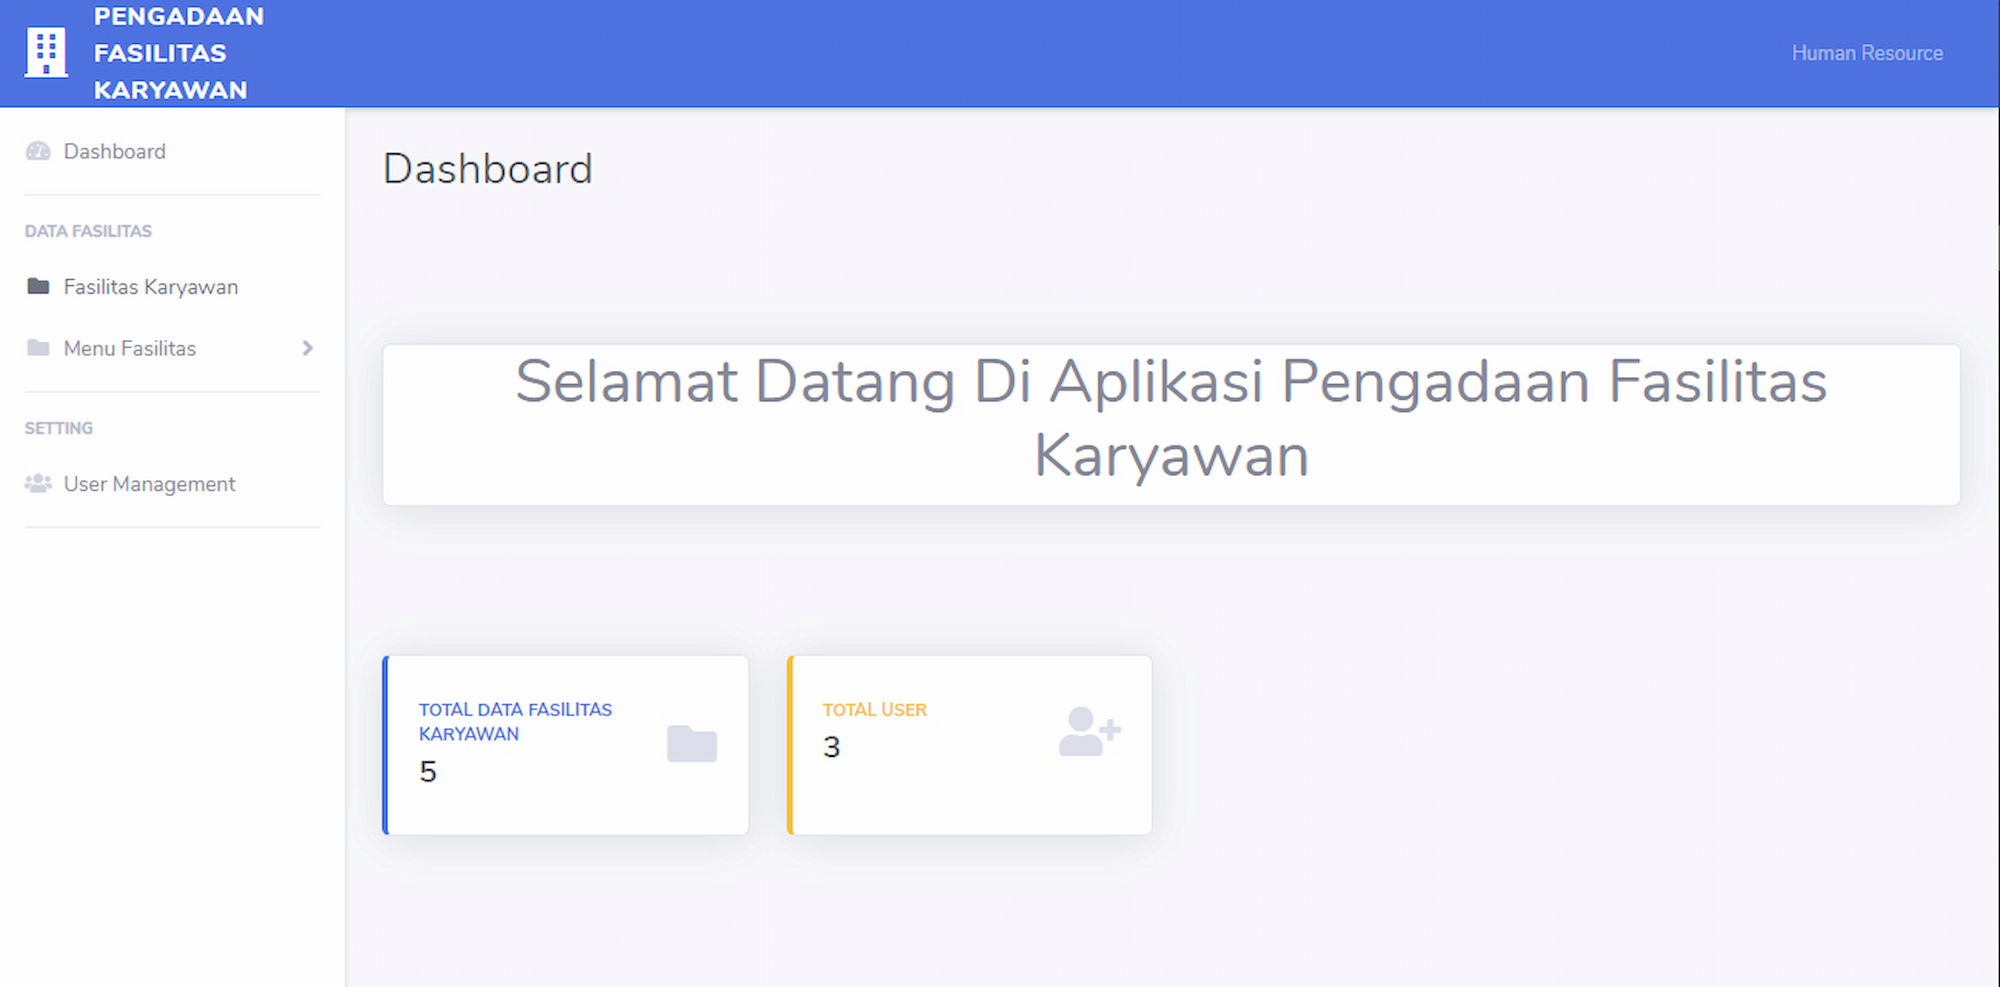 PENGADAAN
FASILITAS
KARYAWAN
Human Resource
Dashboard
DATA FASILITAS
Fasilitas Karyawan
Menu Fasilitas
SETTING
User Management
Dashboard
Selamat Datang Di Aplikasi Pengadaan Fasilitas
Karyawan
TOTAL DATA FASILITAS
KARYAWAN
5
TOTAL USER
3